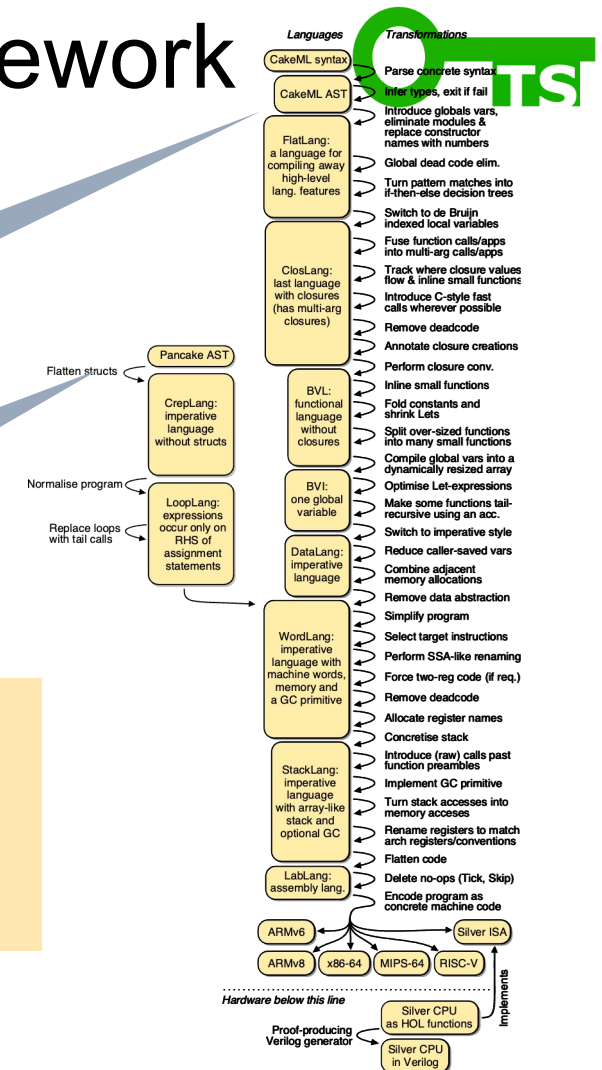 ework
TS
Languages
Transformations
CakeML syntax
Parse concrete syntax
CakeML AST
Infer types, exit if fail
Introduce globals vars,
eliminate modules &
replace constructor
names with numbers
FlatLang:
a language for
compiling away
high-level
lang. features
Global dead code elim.
Turn pattern matches into
if-then-else decision trees
Switch to de Bruijn
indexed local variables
Fuse function calls/apps
into multi-arg calls/apps
ClosLang:
last language
with closures
(has multi-arg
closures)
Track where closure values
flow & inline small functions
Introduce C-style fast
calls wherever possible
Remove deadcode
Annotate closure creations
Perform closure conv.
Pancake AST
Flatten structs
CrepLang:
imperative
language
without structs
BVL:
functional
language
without
closures
Inline small functions
Fold constants and
shrink Lets
Split over-sized functions
into many small functions
Compile global vars into a
dynamically resized array
Normalise program
LoopLang:
expressions
occur only on
RHS of
assignment
statements
Replace loops
with tail calls
BVI:
one global
variable
Optimise Let-expressions
Make some functions tail-
recursive using an acc.
Switch to imperative style
DataLang:
imperative
language
Reduce caller-saved vars
Combine adjacent
memory allocations
Remove data abstraction
WordLang:
imperative
language with
machine words,
memory and
a GC primitive
Simplify program
Select target instructions
Perform SSA-like renaming
Force two-reg code (if req.)
Remove deadcode
Allocate register names
Concretise stack
StackLang:
imperative
language
with array-like
stack and
optional GC
Introduce (raw) calls past
function preambles
Implement GC primitive
Turn stack accesses into
memory acceses
Rename registers to match
arch registers/conventions
Flatten code
LabLang:
assembly lang.
Delete no-ops (Tick, Skip)
Encode program as
concrete machine code
ARMv6
Silver ISA
ARMv8
x86-64
MIPS-64
RISC-V
Hardware below this line
Implements
Silver CPU
as HOL functions
Proof-producing
Verilog generator
Silver CPU
in Verilog